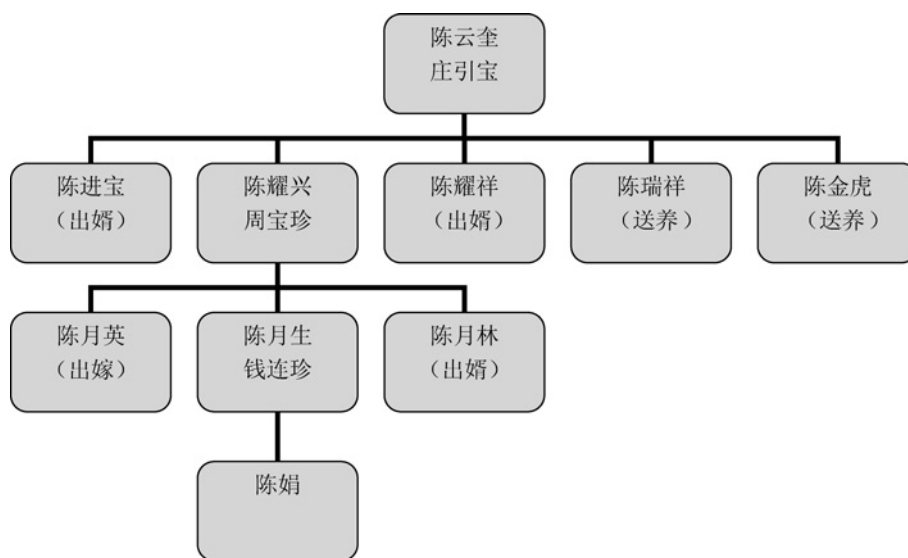 陈云奎
庄引宝
陈进宝
（出婿）
陈耀兴
周宝珍
陈耀祥
（出婿）
陈瑞祥
（送养）
陈金虎
（送养）
陈月英
（出嫁）
陈月生
钱连珍
陈月林
（出婿）
陈娟